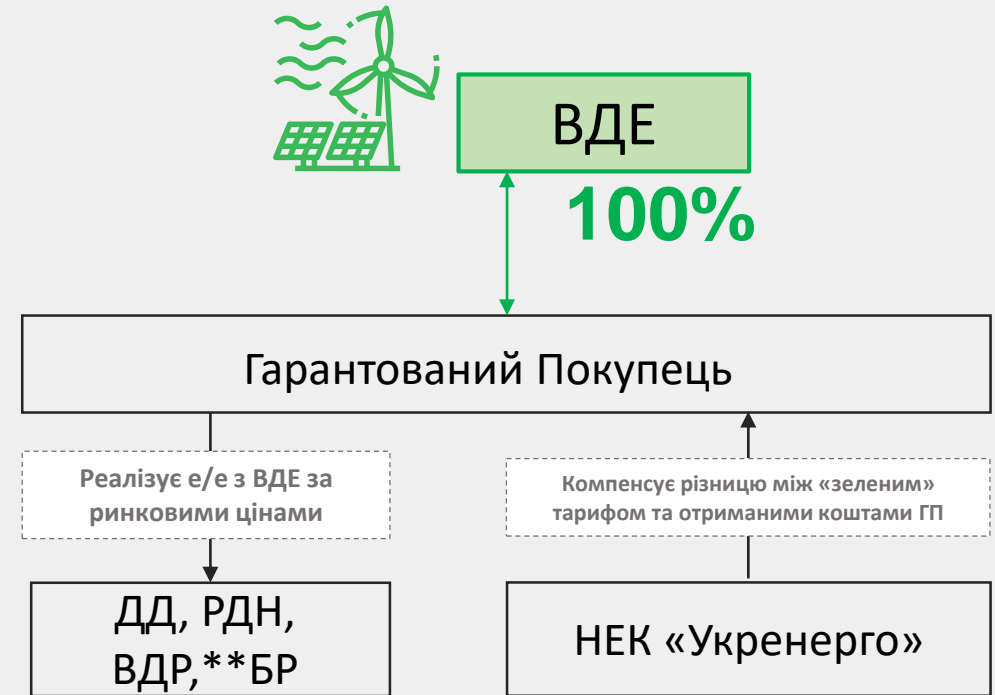 ВДЕ
100%
Гарантований Покупець
Реалізує е/е з ВДЕ за
ринковими цінами
Компенсує різницю між «зеленим»
тарифом та отриманими коштами ГП
ДД, РДН,
ВДР,**БР
НЕК «Укренерго»